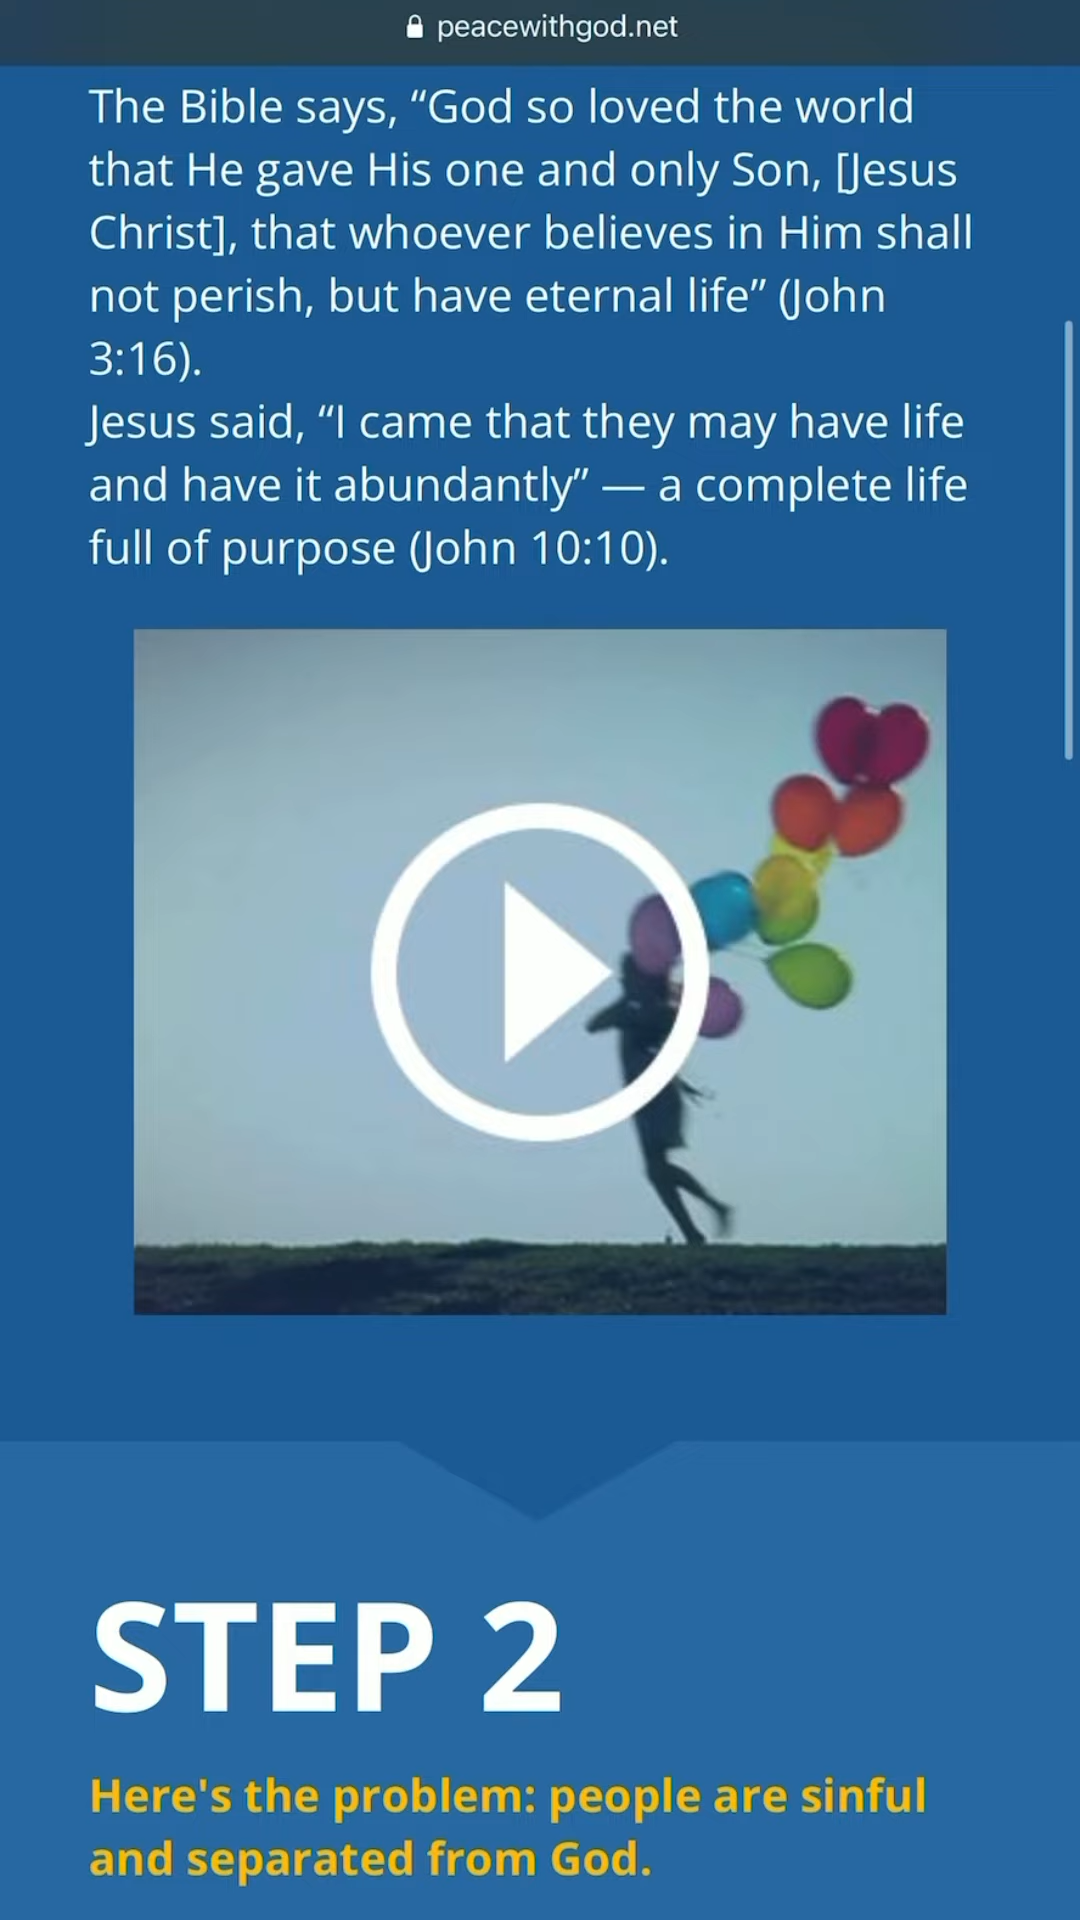 peacewithgod.net
The Bible says, “God so loved the world
that He gave His one and only Son, [Jesus
Christ], that whoever believes in Him shall
not perish, but have eternal life” (John
3:16).
Jesus said, “I came that they may have life
and have it abundantly” — a complete life
full of purpose (John 10:10).
STEP 2
Here's the problem: people are sinful
and separated from God.